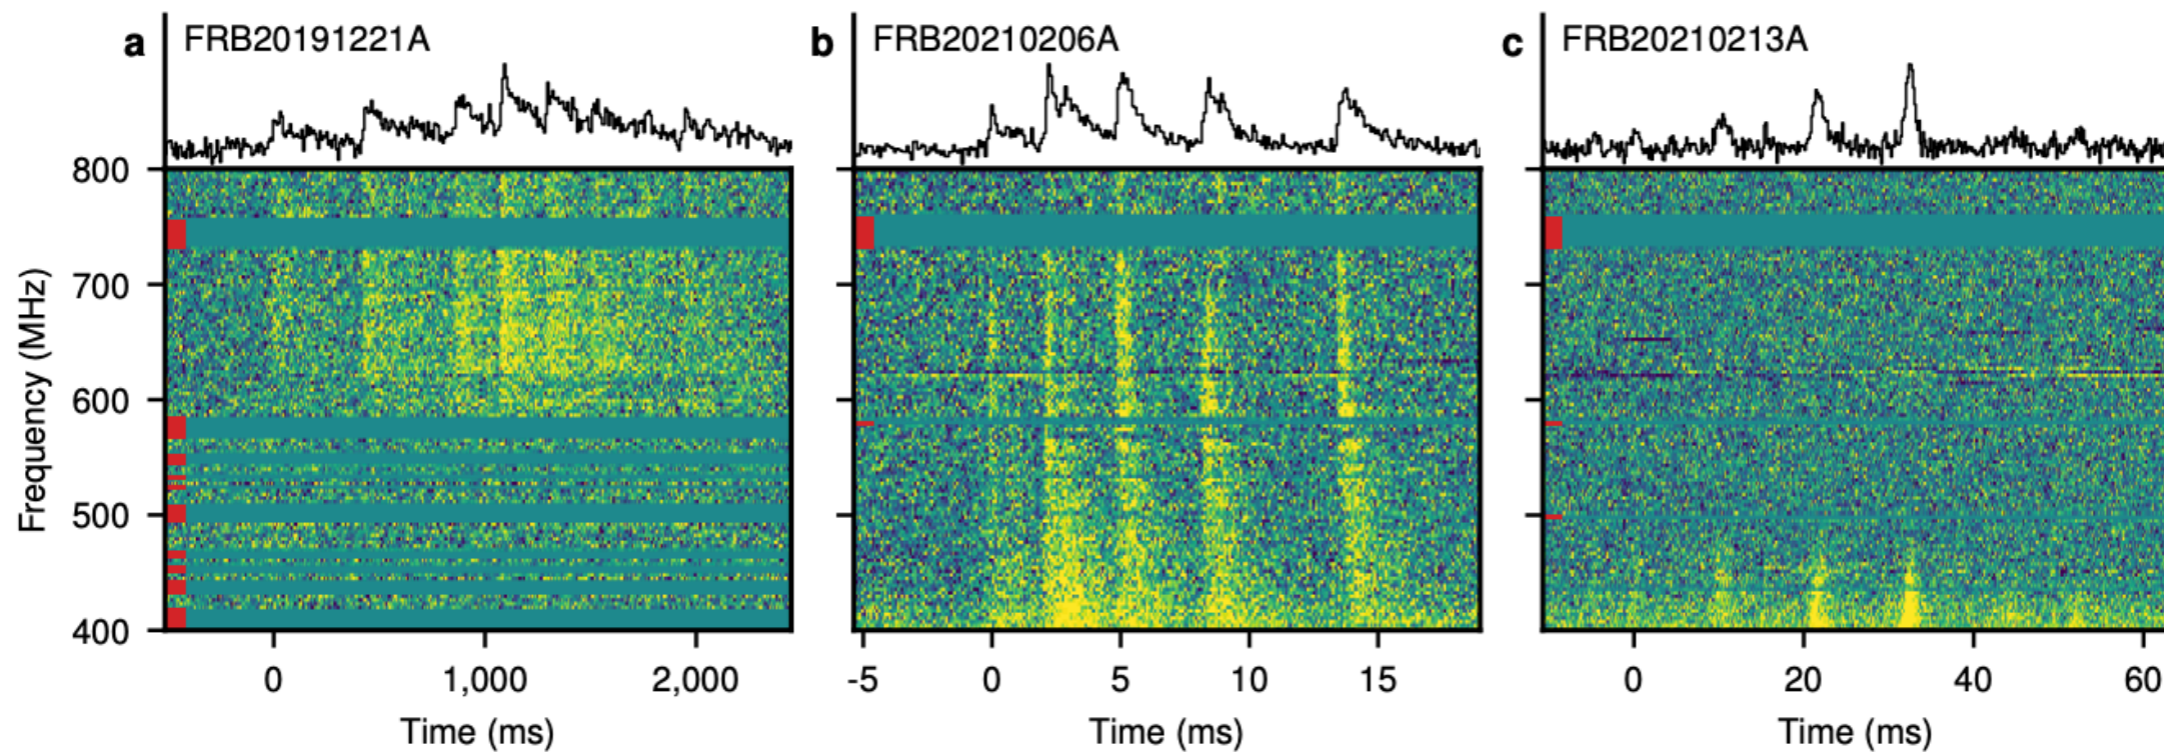 a FRB20191221A
b FRB20210206A
c FRB20210213A
Frequency (MHz)
800
700
600
500
400
0 1,000 2,000
-5 0 5 10 15
0 20 40 60
Time (ms)
Time (ms)
Time (ms)